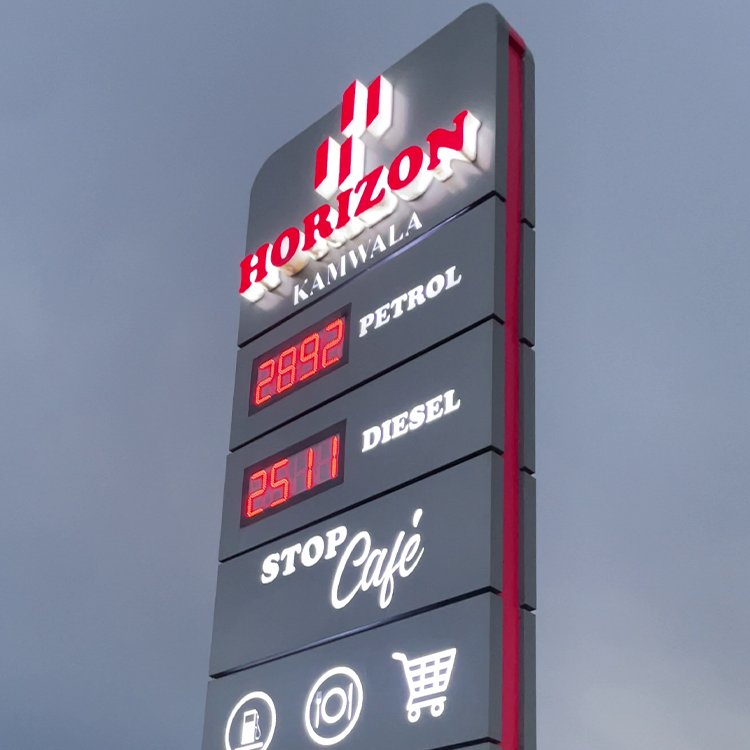 HORIZON
KAMWALA
2892 PETROL
2511 DIESEL
STOP Café